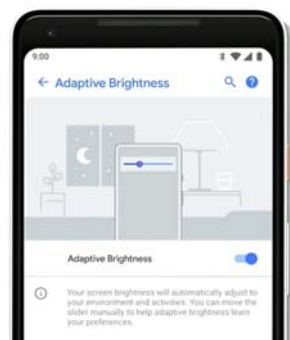 9:00
Adaptive Brightness
Adaptive Brightness
Your screen brightness will automatically adjust to
your environment and activities. You can move the
slider manually to help adaptive brightness learn
your preferences.